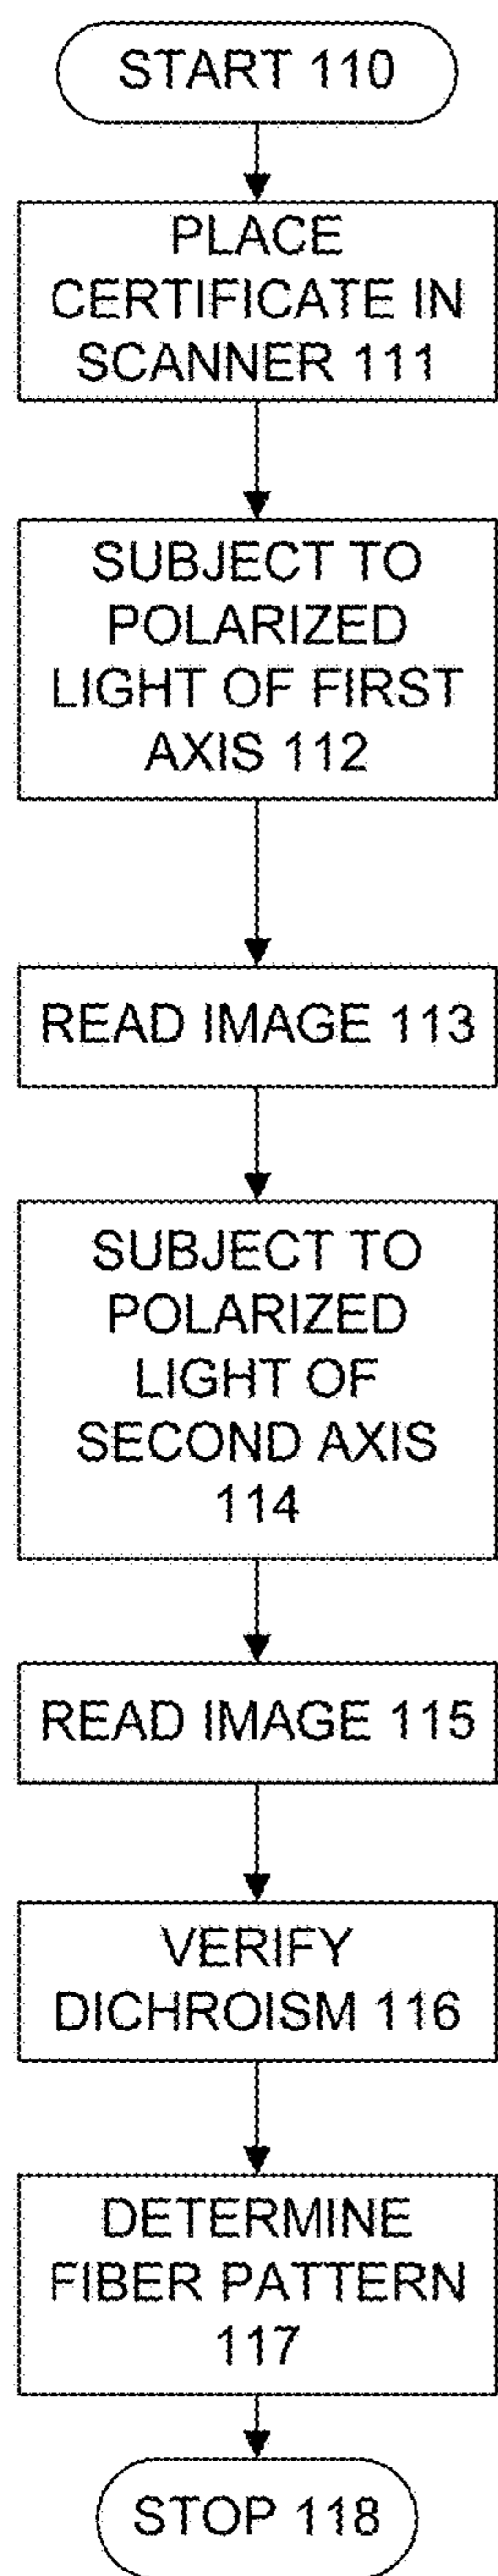 START 110
PLACE
CERTIFICATE IN
SCANNER 111
SUBJECT TO
POLARIZED
LIGHT OF FIRST
AXIS 112
READ IMAGE 113
SUBJECT TO
POLARIZED
LIGHT OF
SECOND AXIS
114
READ IMAGE 115
VERIFY
DICHROISM 116
DETERMINE
FIBER PATTERN
117
STOP 118